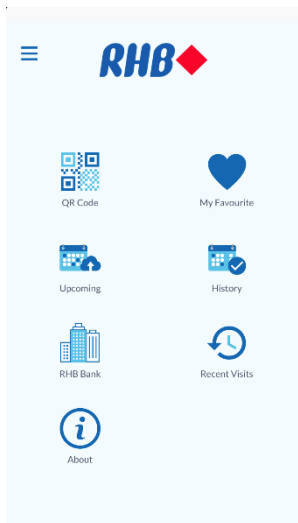 RHB
QR Code
My Favourite
Upcoming
History
RHB Bank
Recent Visits
About